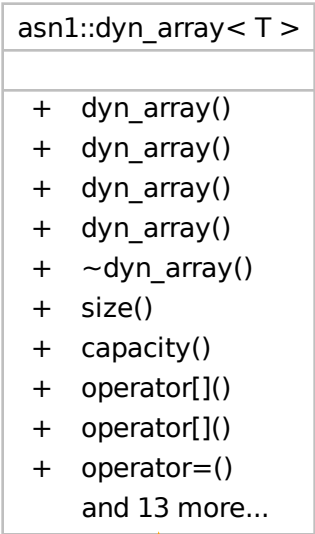 asn1::dyn_array< T >
+ dyn_array()
+ dyn_array()
+ dyn_array()
+ dyn_array()
+ ~dyn_array()
+ size()
+ capacity()
+ operator[]()
+ operator[]()
+ operator=()
and 13 more...